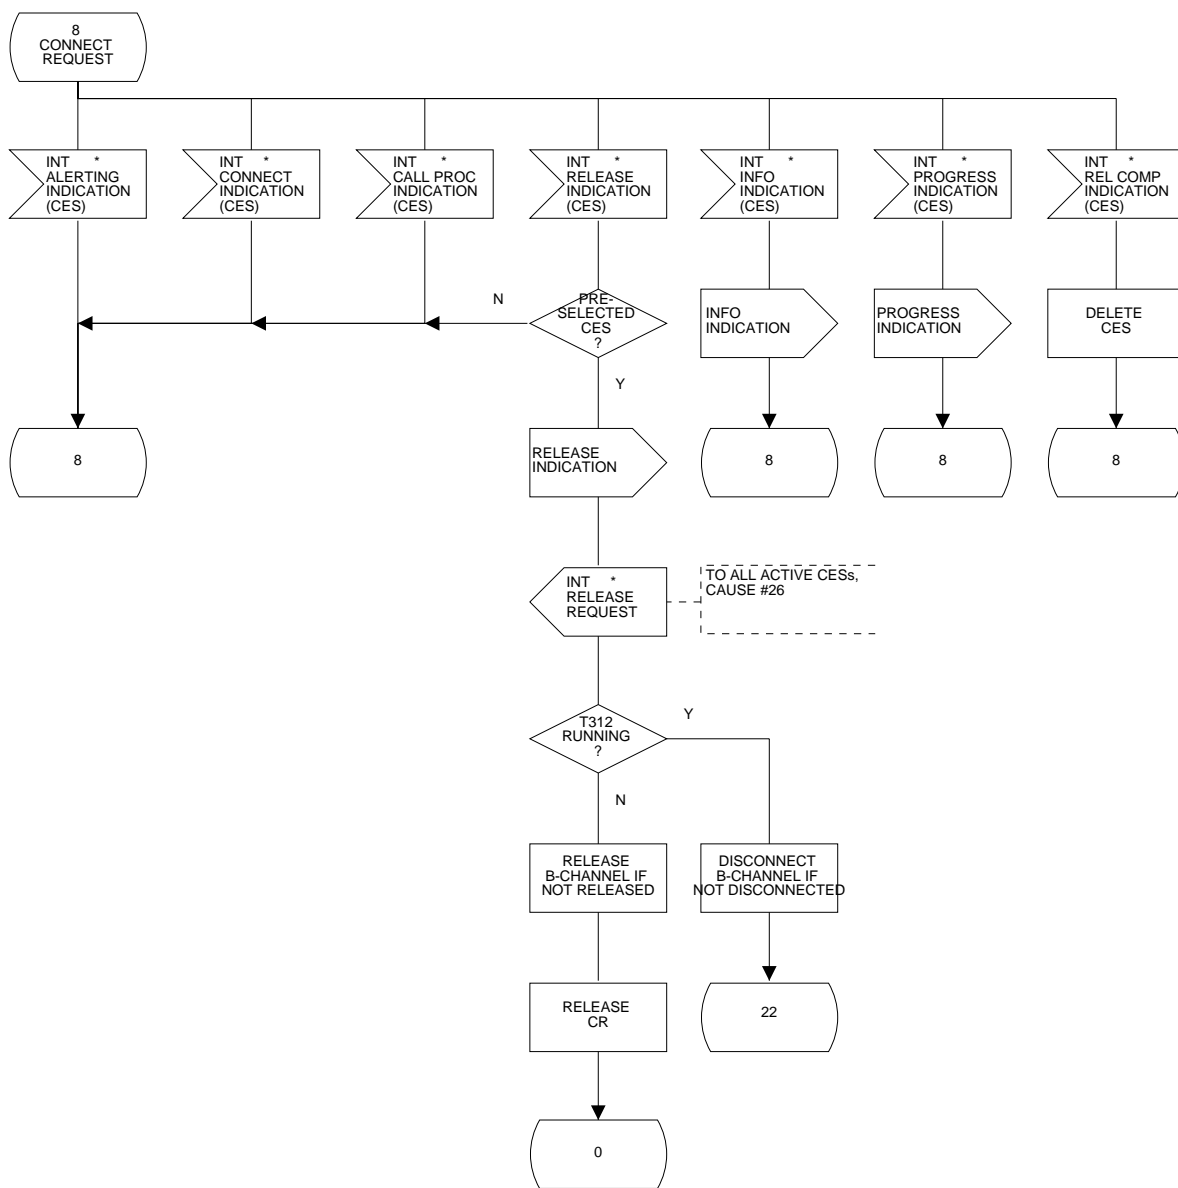 8
CONNECT
REQUEST
INT *
ALERTING
INDICATION
(CES)
INT *
CONNECT
INDICATION
(CES)
INT *
CALL PROC
INDICATION
(CES)
INT *
RELEASE
INDICATION
(CES)
INT *
INFO
INDICATION
(CES)
INT *
PROGRESS
INDICATION
(CES)
INT *
REL COMP
INDICATION
(CES)
N
PRE-
SELECTED
CES
?
Y
INFO
INDICATION
PROGRESS
INDICATION
DELETE
CES
8
RELEASE
INDICATION
8
8
8
INT *
RELEASE
REQUEST
TO ALL ACTIVE CESs,
CAUSE #26
T312
RUNNING
?
Y
N
RELEASE
B-CHANNEL IF
NOT RELEASED
DISCONNECT
B-CHANNEL IF
NOT DISCONNECTED
RELEASE
CR
22
0